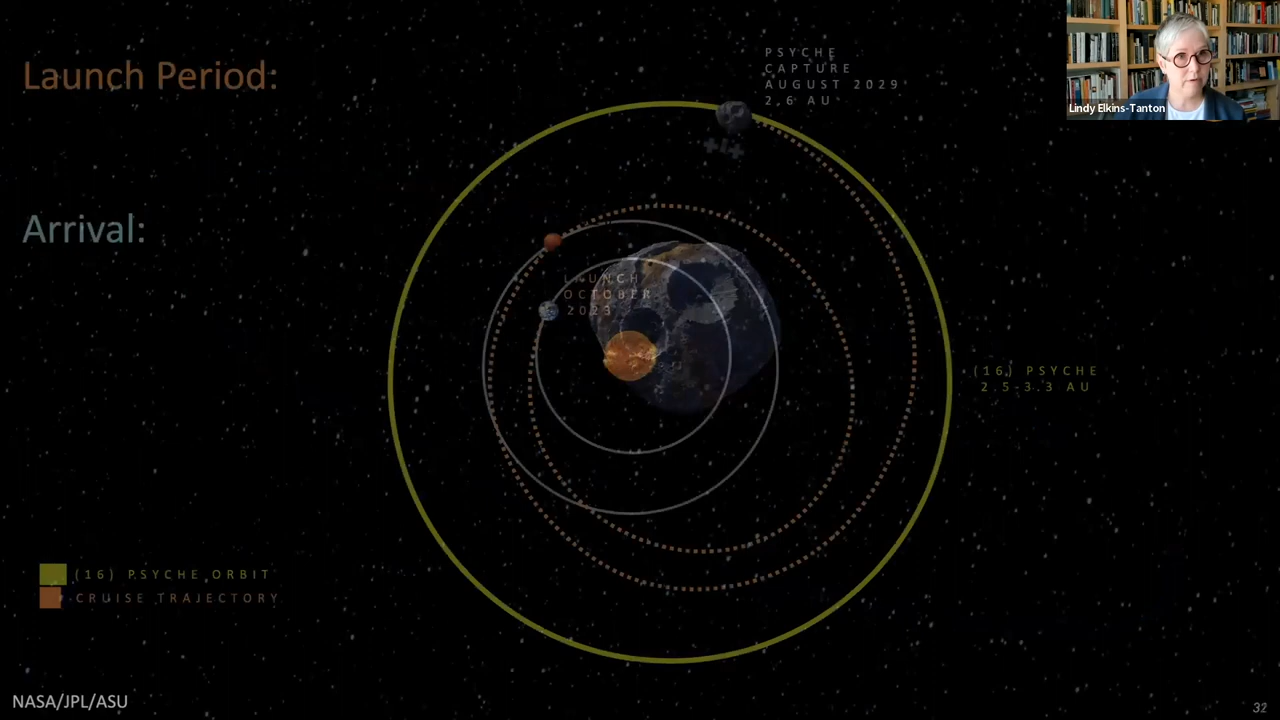 Launch Period:
PSYCHE
CAPTURE
AUGUST 2029
2.6 AU
Lindy Elkins-Tanton
Arrival:
LAUNCH
OCTOBER
2023
(16) PSYCHE
2.5-3.3 AU
(16) PSYCHE ORBIT
CRUISE TRAJECTORY
NASA/JPL/ASU
32